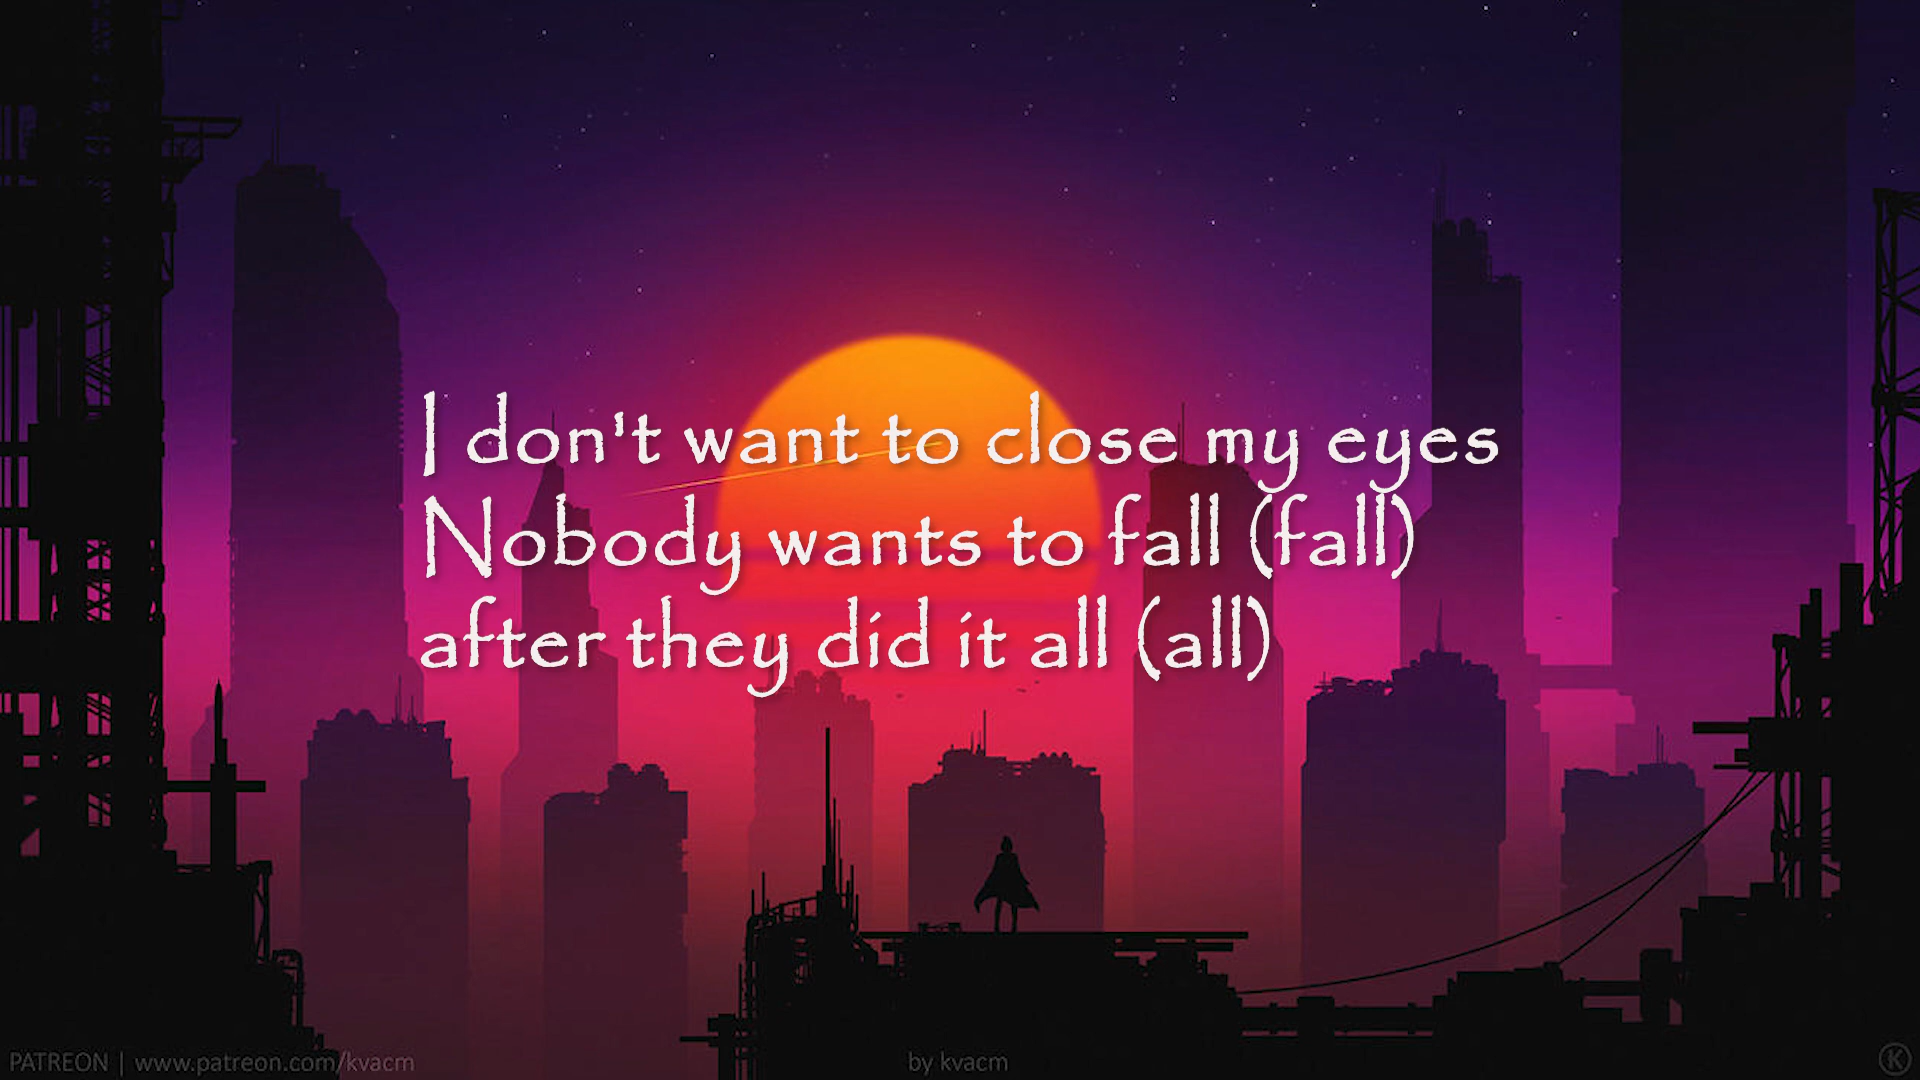 I don't want to close my eyes
Nobody wants to fall (fall)
after they did it all (all)
PATREON | www.patreon.com/kvacm
by kvacm
K